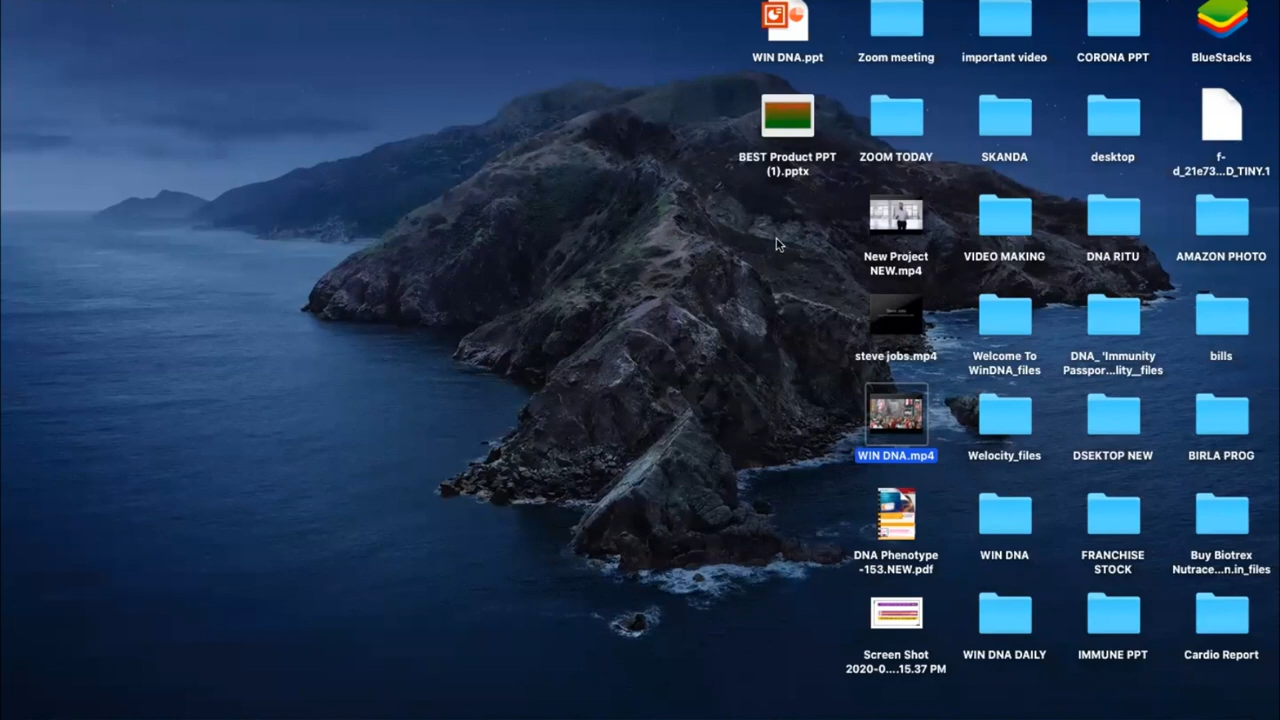 WIN DNA.ppt
Zoom meeting
important video
CORONA PPT
BlueStacks
BEST Product PPT
(1).pptx
ZOOM TODAY
SKANDA
desktop
f-
d_21e73...D_TINY.1
New Project
NEW.mp4
VIDEO MAKING
DNA RITU
AMAZON PHOTO
steve jobs.mp4
Welcome To
WinDNA_files
DNA_ 'Immunity
Passpor...lity_files
bills
WIN DNA.mp4
Welocity_files
DSEKTOP NEW
BIRLA PROG
DNA Phenotype
-153.NEW.pdf
WIN DNA
FRANCHISE
STOCK
Buy Biotrex
Nutrace...n.in_files
Screen Shot
2020-0....15.37 PM
WIN DNA DAILY
IMMUNE PPT
Cardio Report